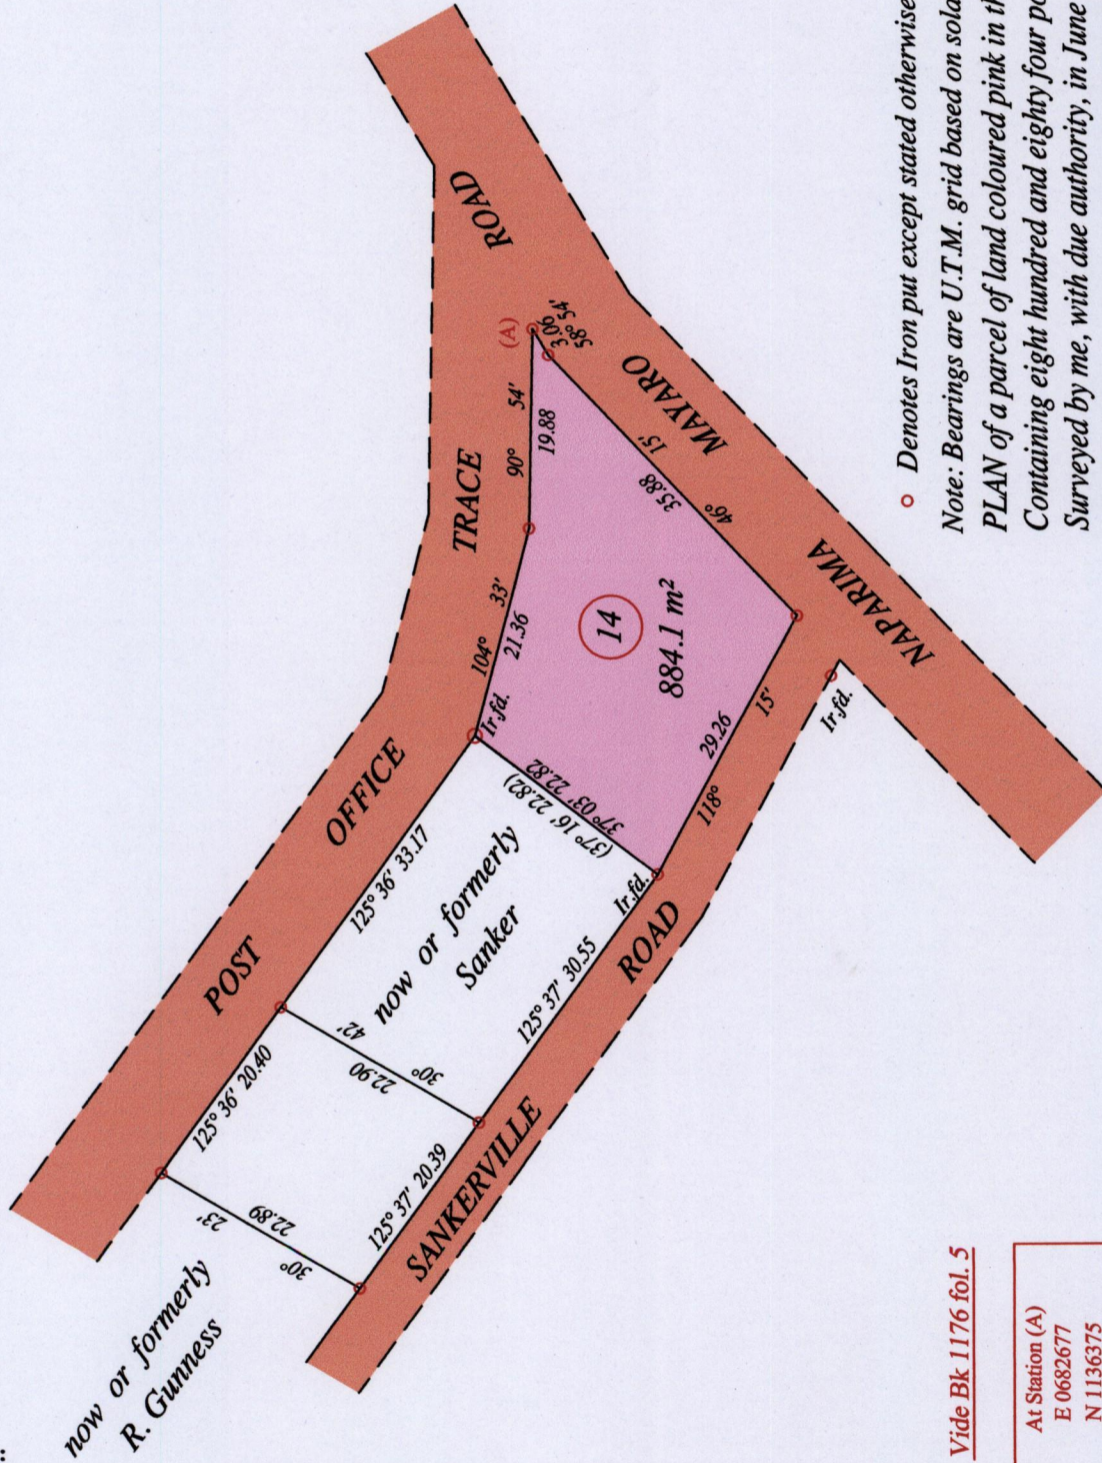 ROAD
(A)
3.06
58° 54'
TRACE
90° 54'
19.88
MAYARO
35.88
46° 15'
104° 33'
21.36
Ir.fd.
14
884.1 m²
NAPARIMA
OFFICE
37° 03' 22.82
(37° 16' 22.82)
29.26
118° 15'
Ir.fd.
Ir.fd.
POST
125° 36' 33.17
now or formerly
Sanker
125° 37' 30.55
ROAD
125° 36' 20.40
22.90
30° 42'
125° 37' 20.39
SANKERVILLE
22.89
30° 23'
now or formerly
R. Gunness
Denotes Iron put except stated otherwise
Note: Bearings are U.T.M. grid based on sola
PLAN of a parcel of land coloured pink in th
Containing eight hundred and eighty four po
Surveyed by me, with due authority, in June
Vide Bk 1176 fol. 5
At Station (A)
E 0682677
N 1136375